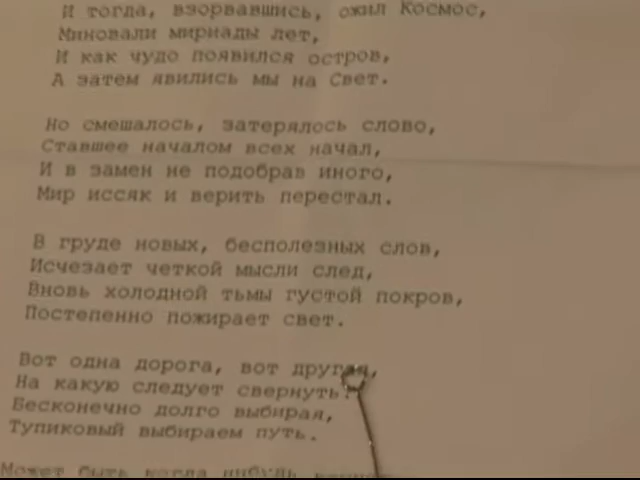 И тогда, взорвавшись, ожил Космос,
Миновали мириады лет,
И как чудо появился остров,
А затем явились мы на Свет.
Но смешалось, затерялось слово,
Ставшее началом всех начал,
И в замен не подобрав иного,
Мир иссяк и верить перестал.
В груде новых, бесполезных слов,
Исчезает четкой мысли след,
Вновь холодной тьмы густой покров,
Постепенно пожирает свет.
Вот одна дорога, вот другая,
На какую следует свернуть?
Бесконечно долго выбирая,
Тупиковый выбираем путь.
Может быть когда нибудь